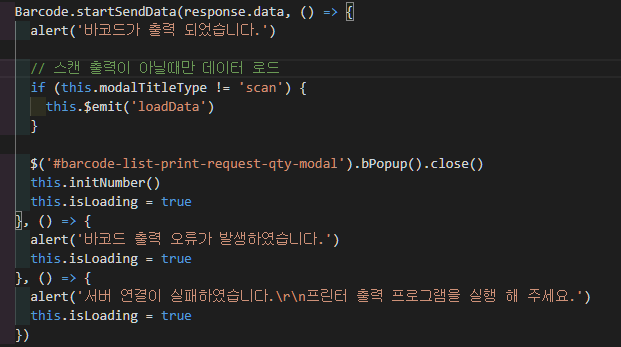 Barcode.startSendData(response.data, () => {
alert('바코드가 출력 되었습니다.')
// 스캔 출력이 아닐때만 데이터 로드
if (this.modalTitleType != 'scan') {
this.$emit('loadData')
}
$('#barcode-list-print-request-qty-modal').bPopup().close()
this.initNumber()
this.isLoading = true
}, () => {
alert('바코드 출력 오류가 발생하였습니다.')
this.isLoading = true
}, () => {
alert('서버 연결이 실패하였습니다.\r\n프린터 출력 프로그램을 실행 해 주세요.')
this.isLoading = true
})